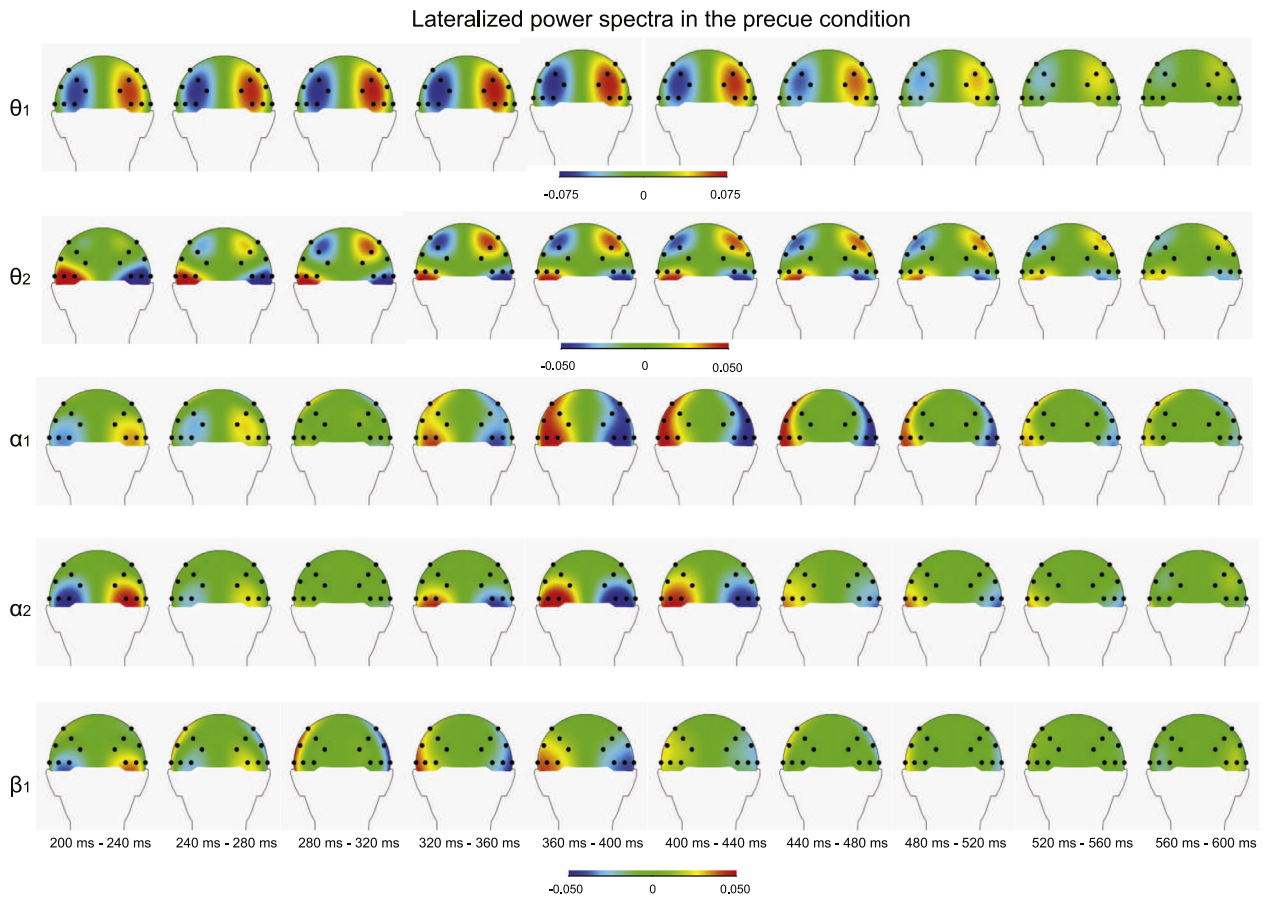 Lateralized power spectra in the precue condition
θ1
-0.075 0 0.075
θ2
-0.050 0 0.050
α1
α2
β1
200 ms - 240 ms 240 ms - 280 ms 280 ms - 320 ms 320 ms - 360 ms 360 ms - 400 ms 400 ms - 440 ms 440 ms - 480 ms 480 ms - 520 ms 520 ms - 560 ms 560 ms - 600 ms
-0.050 0 0.050